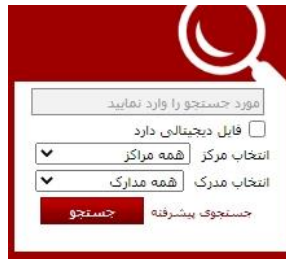 مورد جستجو را وارد نمایید
فایل دیجیتالی دارد
انتخاب مرکز همه مراکز
انتخاب مدرک همه مدارک
جستجوی پیشرفته جستجو